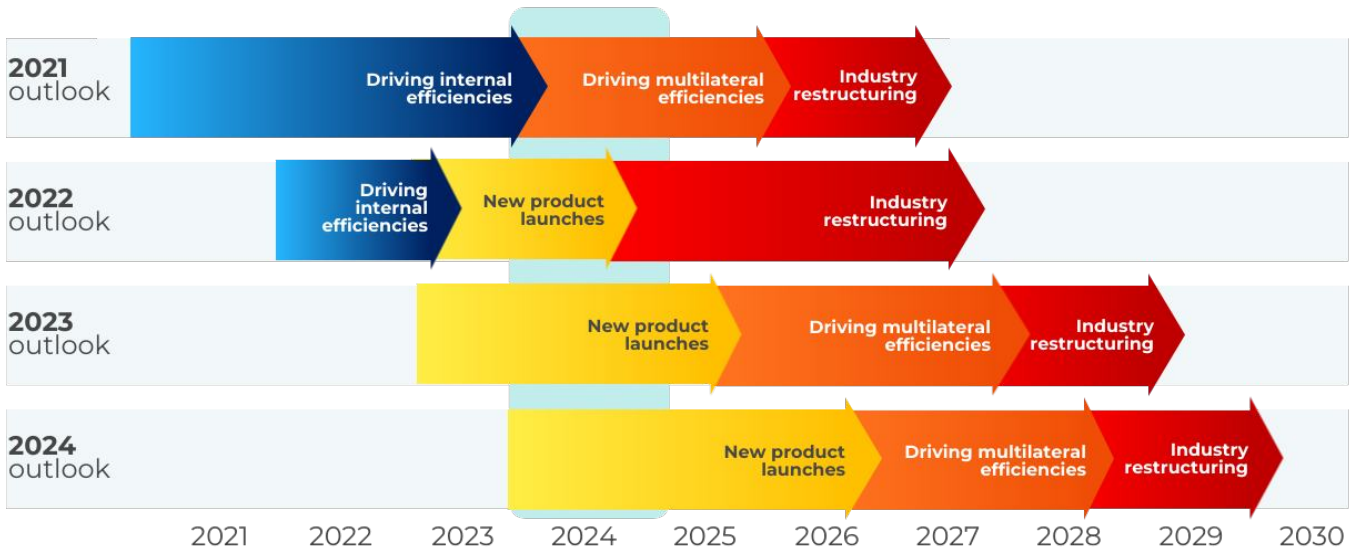 2021
outlook
Driving internal
efficiencies
Driving multilateral
efficiencies
Industry
restructuring
2022
outlook
Driving
internal
efficiencies
New product
launches
Industry
restructuring
2023
outlook
New product
launches
Driving multilateral
efficiencies
Industry
restructuring
2024
outlook
New product
launches
Driving multilateral
efficiencies
Industry
restructuring
2021 2022 2023 2024 2025 2026 2027 2028 2029 2030